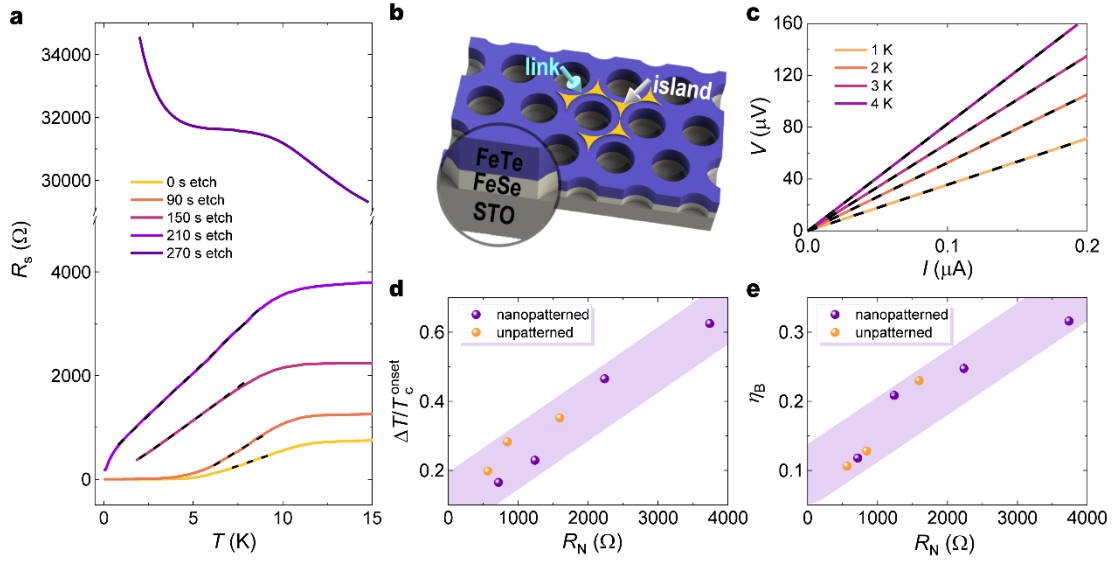 a
34000
32000
30000
4000
2000
0
R_s (Ω)
0 s etch
90 s etch
150 s etch
210 s etch
270 s etch
0
5
10
15
T (K)
b
link
island
FeTe
FeSe
STO
c
160
120
80
40
0
V (μV)
1 K
2 K
3 K
4 K
0.0
0.1
0.2
I (μA)
d
nanopatterned
unpatterned
0.6
0.4
0.2
ΔT/T_c^onset
0
1000
2000
3000
4000
R_N (Ω)
e
nanopatterned
unpatterned
0.3
0.2
0.1
η_B
0
1000
2000
3000
4000
R_N (Ω)